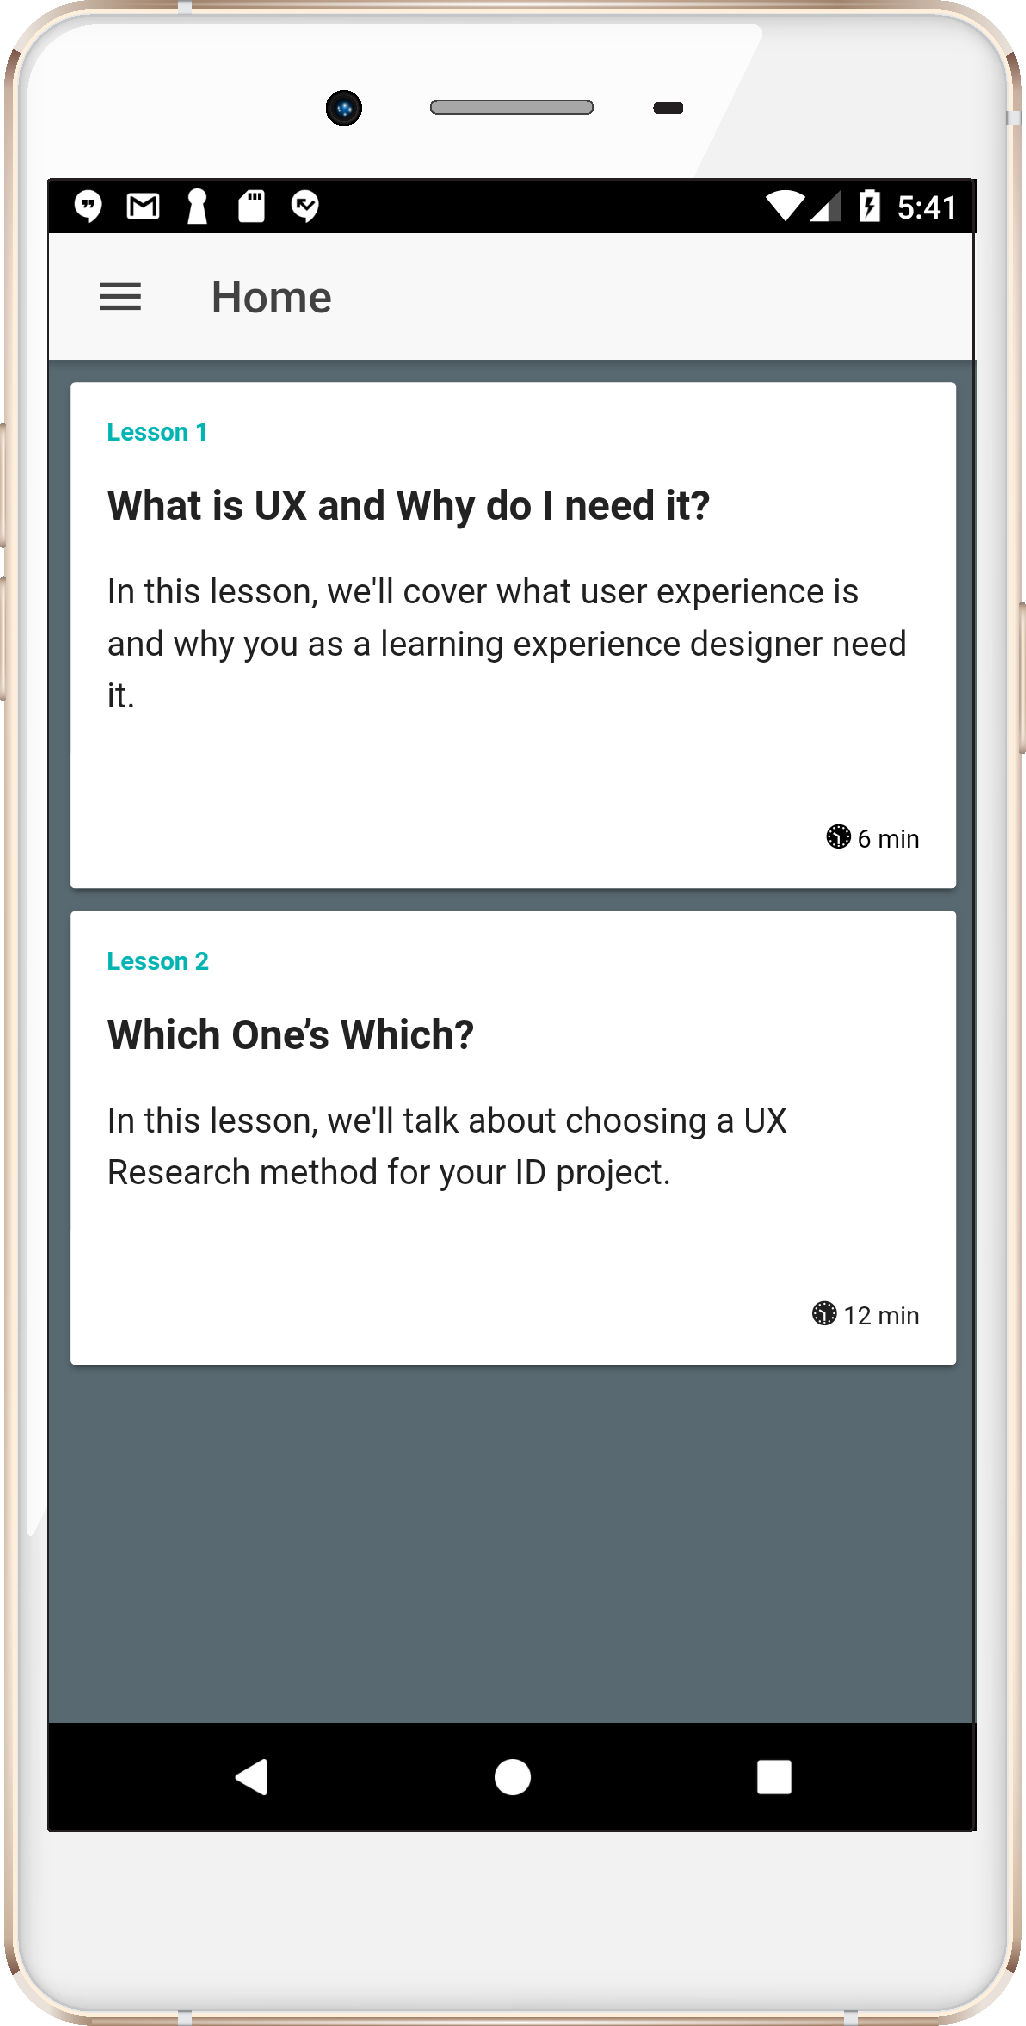 5:41
Home
Lesson 1
What is UX and Why do I need it?
In this lesson, we'll cover what user experience is
and why you as a learning experience designer need
it.
6 min
Lesson 2
Which One’s Which?
In this lesson, we'll talk about choosing a UX
Research method for your ID project.
12 min